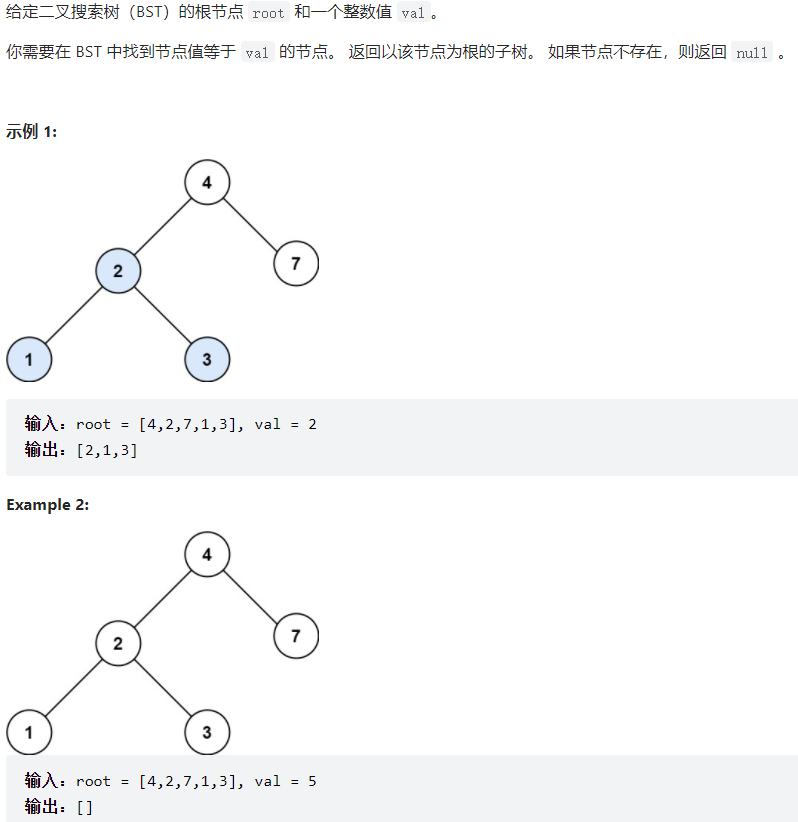 给定二叉搜索树（BST）的根节点 root 和一个整数值 val。
你需要在 BST 中找到节点值等于 val 的节点。 返回以该节点为根的子树。 如果节点不存在，则返回 null 。
示例 1:
4
2
7
1
3
输入：root = [4,2,7,1,3], val = 2
输出：[2,1,3]
Example 2:
4
2
7
1
3
输入：root = [4,2,7,1,3], val = 5
输出：[]